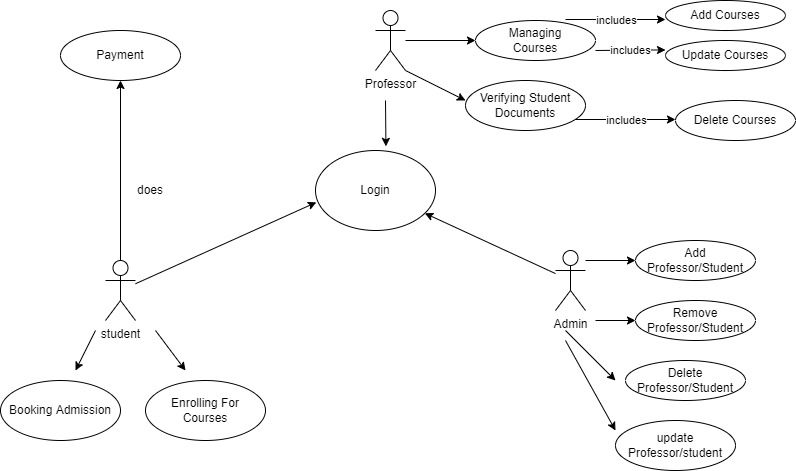 Payment
Professor
Managing
Courses
includes
Add Courses
includes
Update Courses
Verifying Student
Documents
includes
Delete Courses
does
Login
student
Booking Admission
Enrolling For
Courses
Admin
Add
Professor/Student
Remove
Professor/Student
Delete
Professor/Student
update
Professor/student